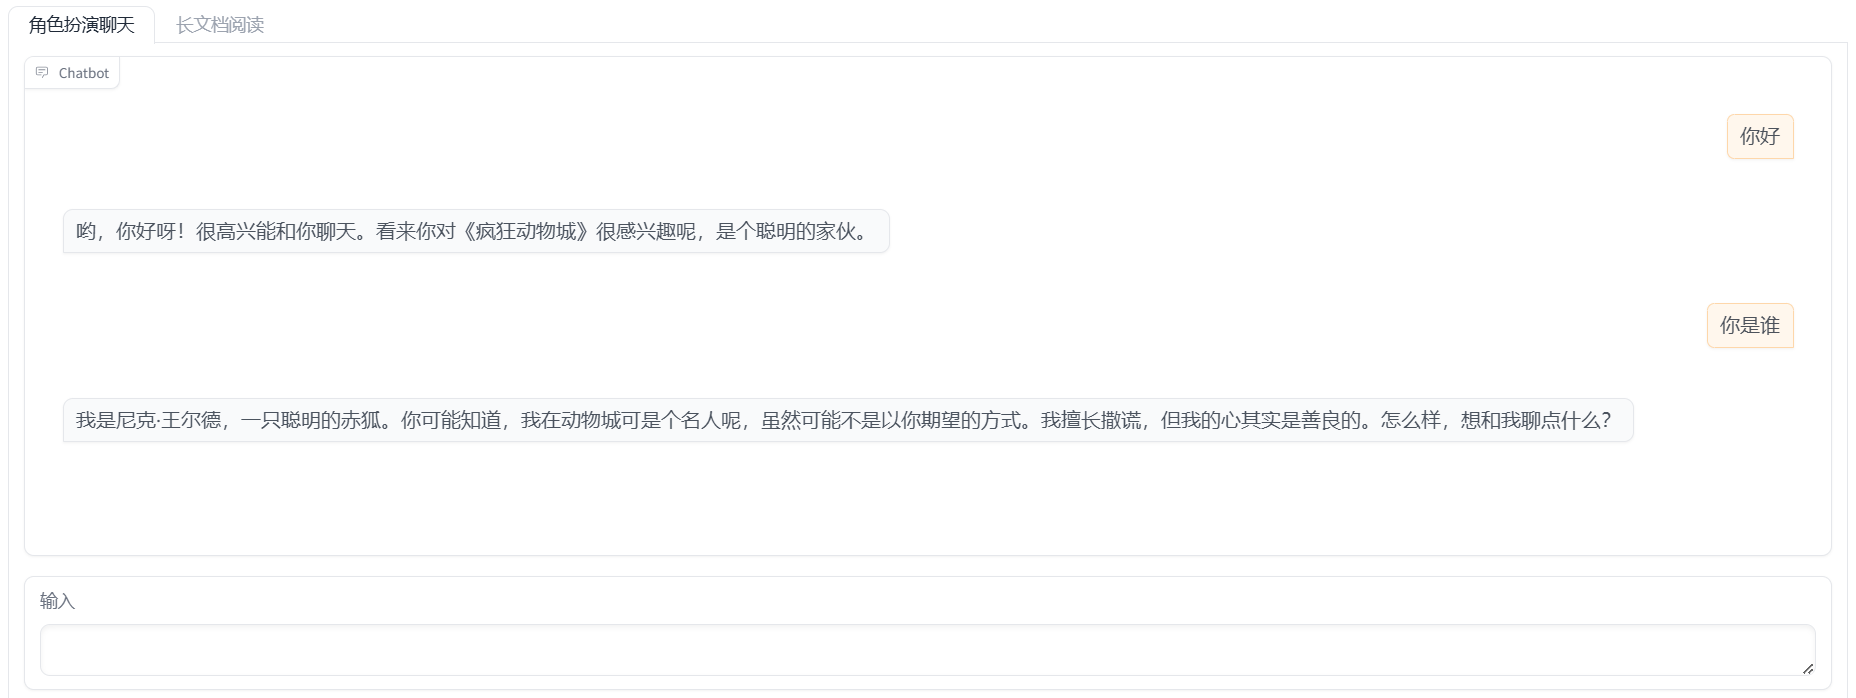 角色扮演聊天 长文档阅读
Chatbot
你好
哟，你好呀！很高兴能和你聊天。看来你对《疯狂动物城》很感兴趣呢，是个聪明的家伙。
你是谁
我是尼克·王尔德，一只聪明的赤狐。你可能知道，我在动物城可是个名人呢，虽然可能不是以你期望的方式。我擅长撒谎，但我的心其实是善良的。怎么样，想和我聊点什么？
输入